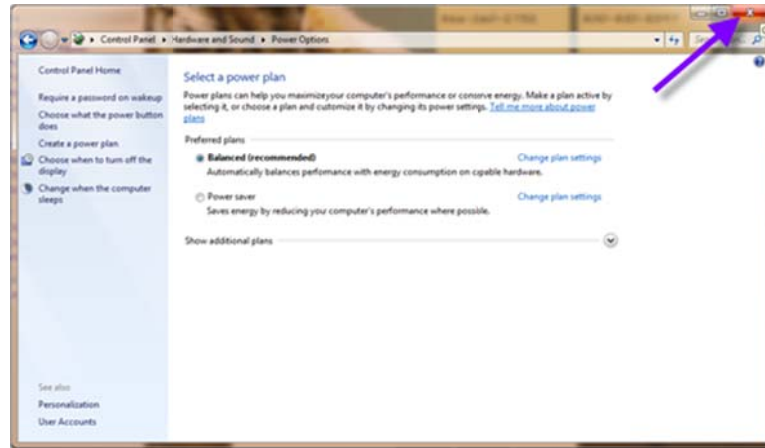 Control Panel ▸ Hardware and Sound ▸ Power Options
Control Panel Home
Require a password on wakeup
Choose what the power button
does
Create a power plan
Choose when to turn off the
display
Change when the computer
sleeps
See also
Personalization
User Accounts
Select a power plan
Power plans can help you maximize your computer's performance or conserve energy. Make a plan active by
selecting it, or choose a plan and customize it by changing its power settings. Tell me more about power
plans
Preferred plans
Balanced (recommended) Change plan settings
Automatically balances performance with energy consumption on capable hardware.
Power saver Change plan settings
Saves energy by reducing your computer's performance where possible.
Show additional plans